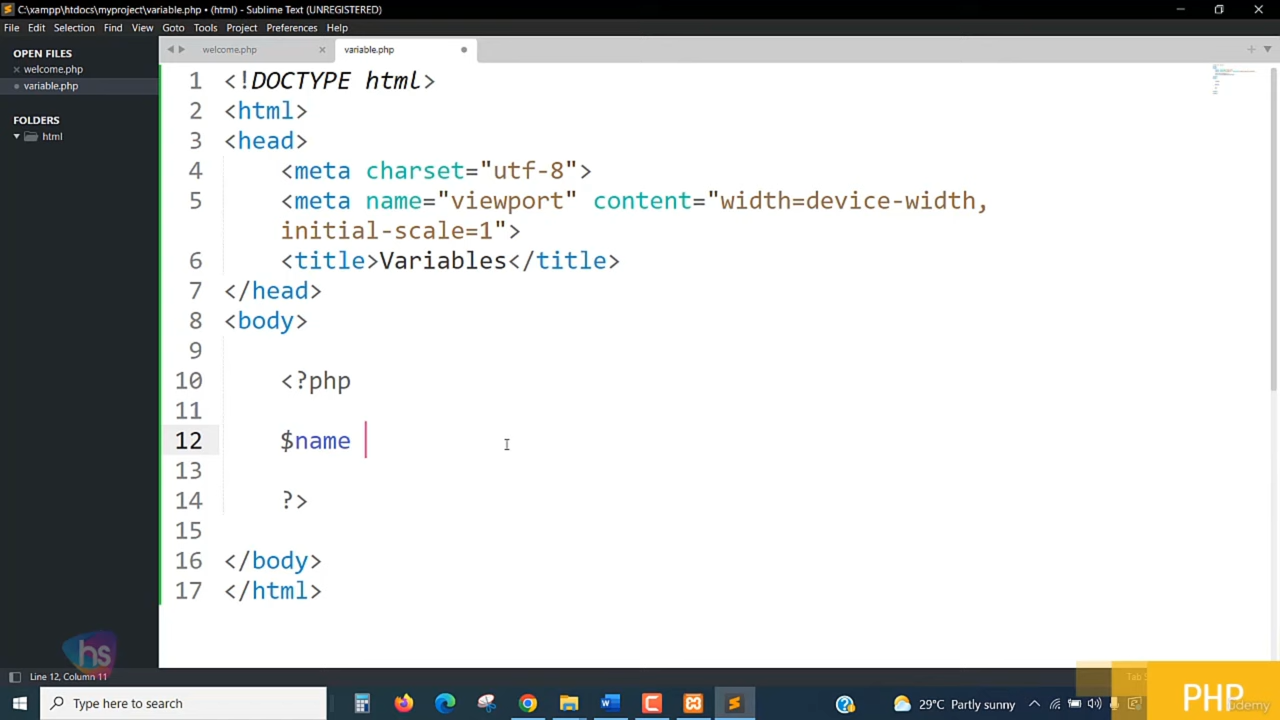 C:\xampp\htdocs\myproject\variable.php • (html) - Sublime Text (UNREGISTERED)
File Edit Selection Find View Goto Tools Project Preferences Help
OPEN FILES
welcome.php
variable.php
FOLDERS
html
welcome.php variable.php
1 <!DOCTYPE html>
2 <html>
3 <head>
4 <meta charset="utf-8">
5 <meta name="viewport" content="width=device-width,
initial-scale=1">
6 <title>Variables</title>
7 </head>
8 <body>
9
10 <?php
11
12 $name
13
14 ?>
15
16 </body>
17 </html>
hs
Line 12, Column 11
Type here to search
29°C Partly sunny
PHP